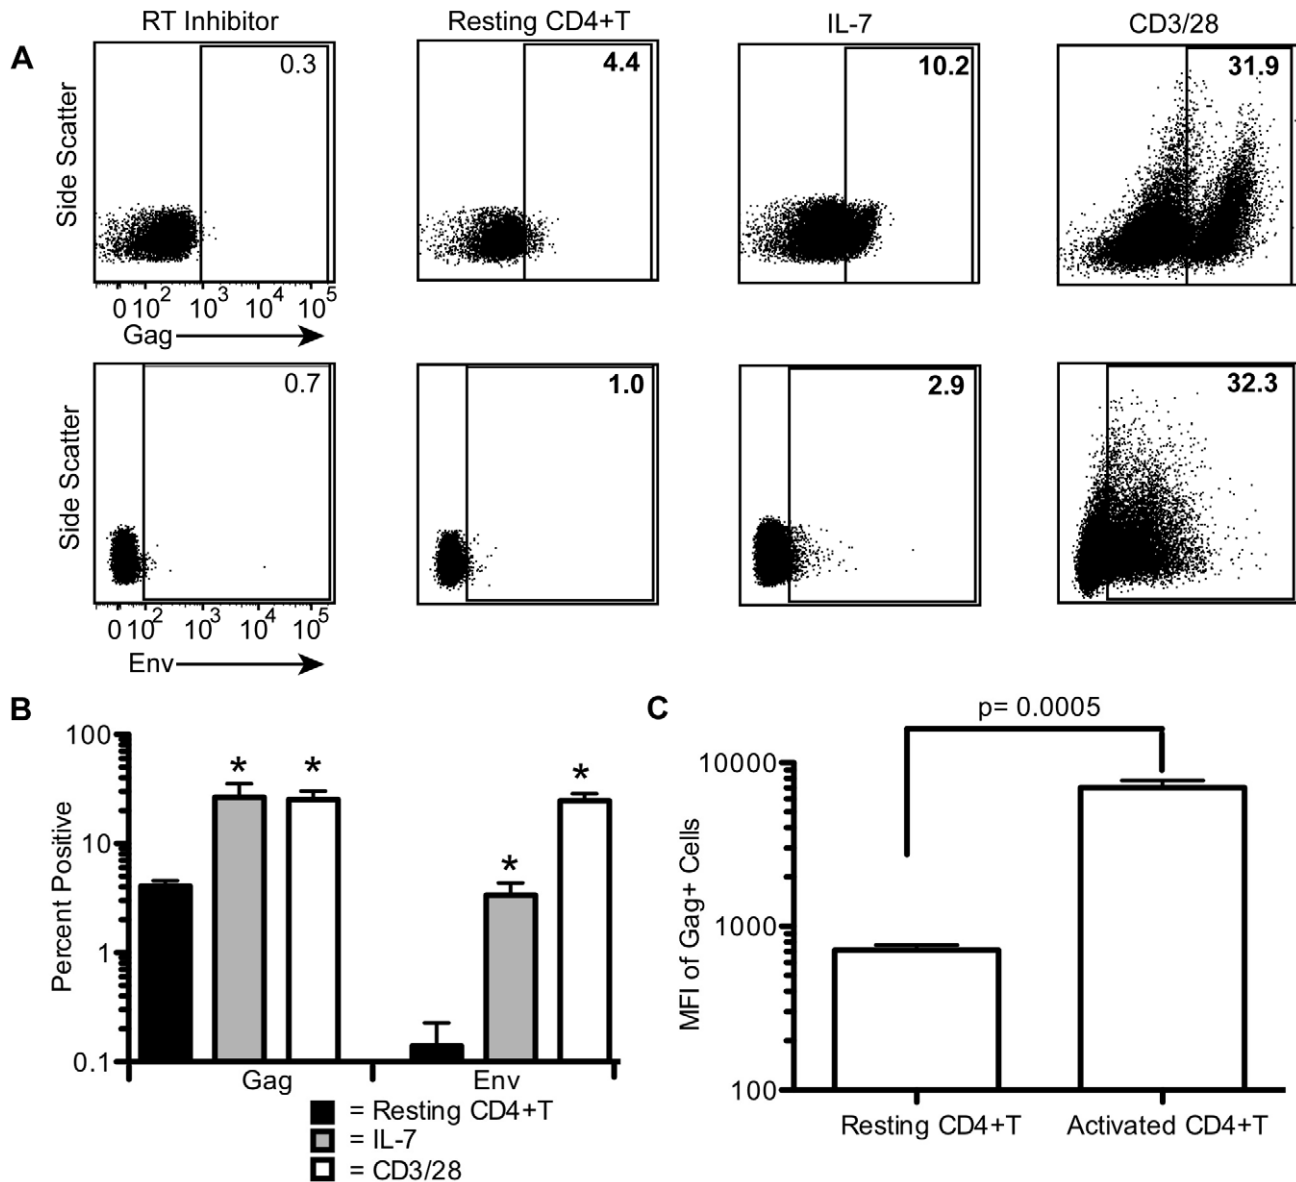 A
RT Inhibitor
Resting CD4+T
IL-7
CD3/28
Side Scatter
0.3
4.4
10.2
31.9
0 10² 10³ 10⁴ 10⁵
Gag
Side Scatter
0.7
1.0
2.9
32.3
0 10² 10³ 10⁴ 10⁵
Env
B
Percent Positive
100
10
1
0.1
* *
* *
Gag
Env
= Resting CD4+T
= IL-7
= CD3/28
C
p= 0.0005
MFI of Gag+ Cells
10000
1000
100
Resting CD4+T
Activated CD4+T